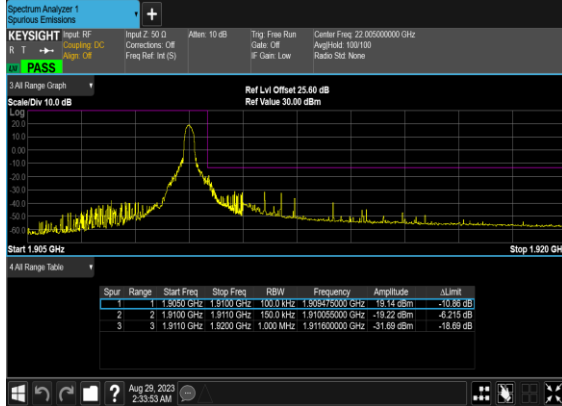 Spectrum Analyzer 1
Spurious Emissions
+
KEYSIGHT Input: RF Input Z: 50 Ω Atten: 10 dB Trig: Free Run Center Freq: 22.005000000 GHz
R T Coupling: DC Corrections: Off Gate: Off Avg|Hold: 100/100
Align: Off Freq Ref: Int (S) IF Gain: Low Radio Std: None
PASS
3 All Range Graph
Ref Lvl Offset 25.60 dB
Scale/Div 10.0 dB Ref Value 30.00 dBm
Log
20.0
10.0
0.00
-10.0
-20.0
-30.0
-40.0
-50.0
-60.0
Start 1.905 GHz Stop 1.920 GH
4 All Range Table
Spur Range Start Freq Stop Freq RBW Frequency Amplitude ΔLimit
1 1 1.9050 GHz 1.9100 GHz 100.0 kHz 1.909475000 GHz 19.14 dBm -10.86 dB
2 2 1.9100 GHz 1.9110 GHz 150.0 kHz 1.910055000 GHz -19.22 dBm -6.215 dB
3 3 1.9110 GHz 1.9200 GHz 1.000 MHz 1.911600000 GHz -31.69 dBm -18.69 dB
? Aug 29, 2023
2:33:53 AM